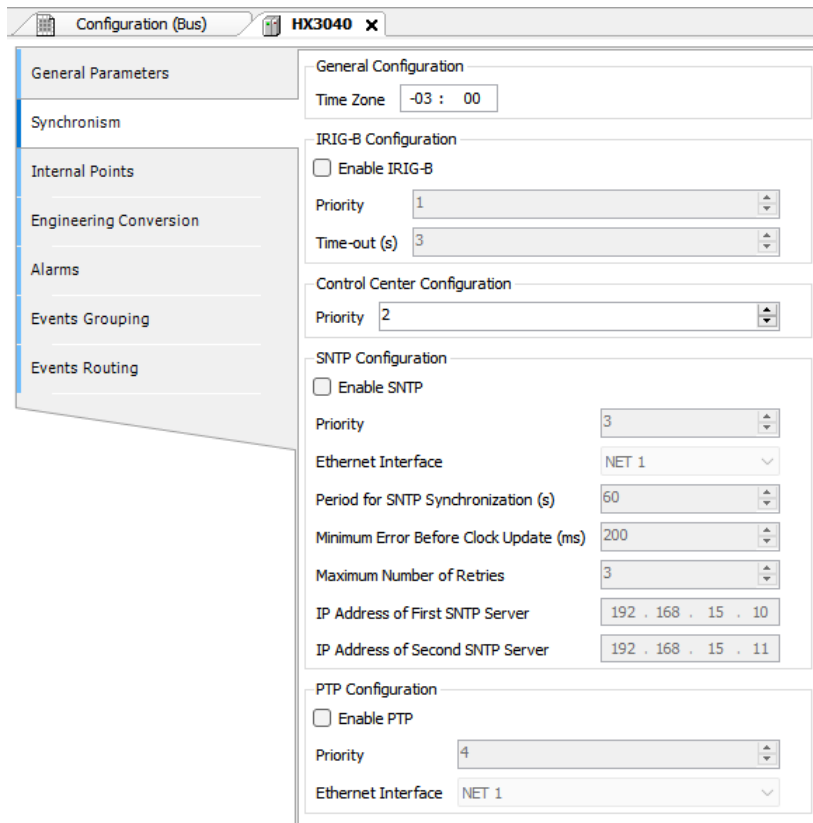 Configuration (Bus) HX3040
General Parameters
Synchronism
Internal Points
Engineering Conversion
Alarms
Events Grouping
Events Routing
General Configuration
Time Zone -03 : 00
IRIG-B Configuration
Enable IRIG-B
Priority 1
Time-out (s) 3
Control Center Configuration
Priority 2
SNTP Configuration
Enable SNTP
Priority 3
Ethernet Interface NET 1
Period for SNTP Synchronization (s) 60
Minimum Error Before Clock Update (ms) 200
Maximum Number of Retries 3
IP Address of First SNTP Server 192 . 168 . 15 . 10
IP Address of Second SNTP Server 192 . 168 . 15 . 11
PTP Configuration
Enable PTP
Priority 4
Ethernet Interface NET 1